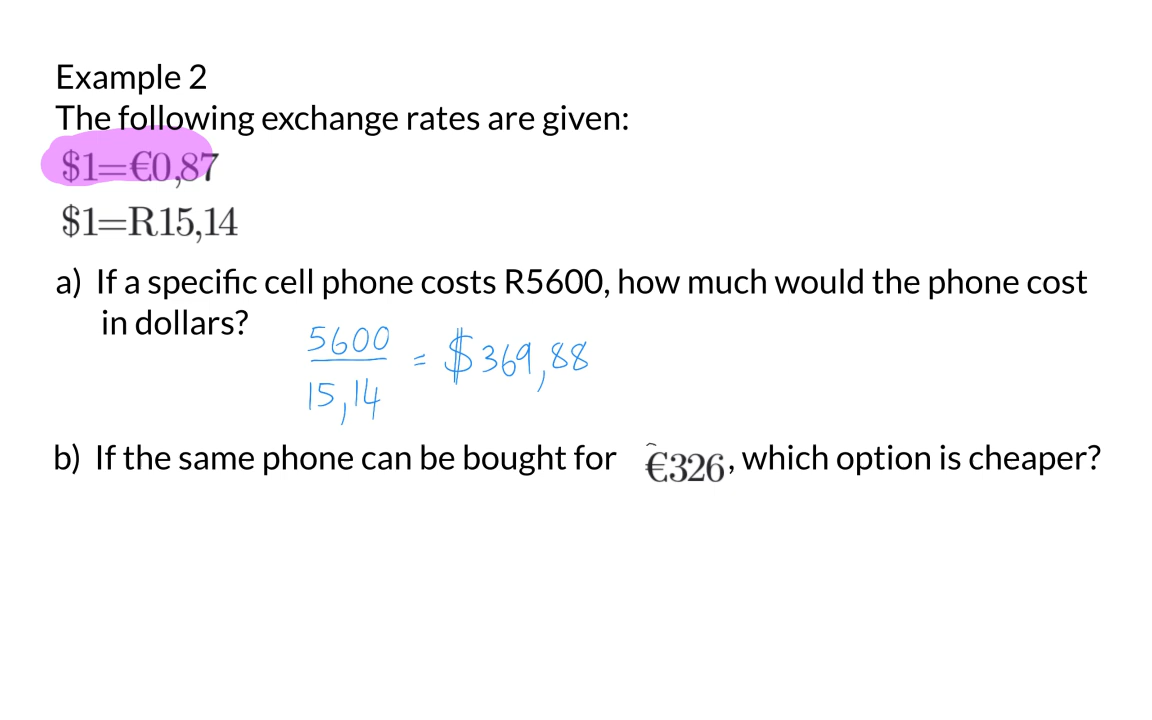 Example 2
The following exchange rates are given:
$1=€0,87
$1=R15,14
a) If a specific cell phone costs R5600, how much would the phone cost
in dollars?
5600
15,14
= $369,88
b) If the same phone can be bought for €326, which option is cheaper?